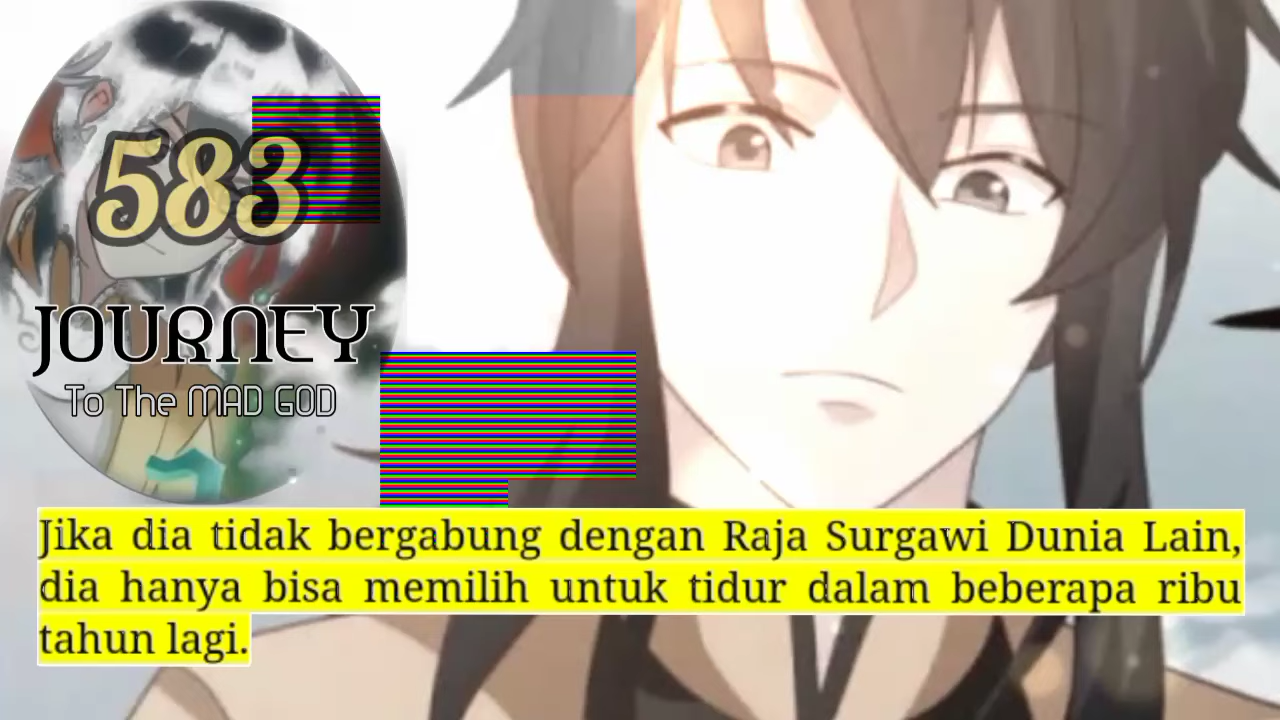 583
JOURNEY
To The MAD GOD
Jika dia tidak bergabung dengan Raja Surgawi Dunia Lain,
dia hanya bisa memilih untuk tidur dalam beberapa ribu
tahun lagi.